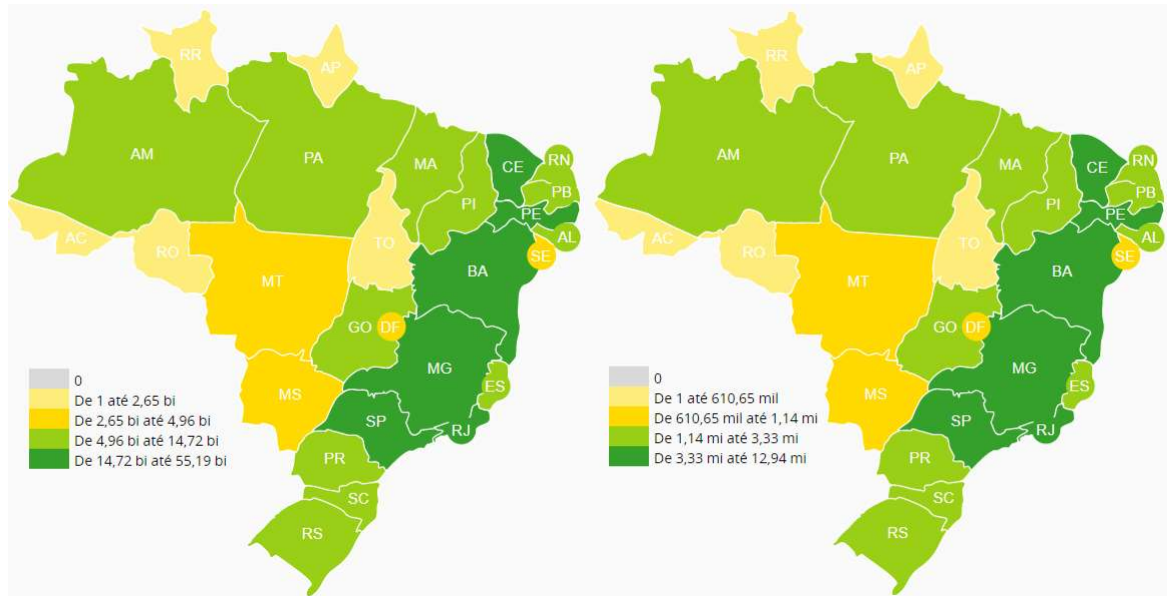 RR
AP
AM
PA
MA
CE
RN
PB
PI
PE
AL
SE
AC
RO
TO
BA
MT
GO
DF
MG
ES
MS
SP
RJ
PR
SC
RS
0
De 1 até 2,65 bi
De 2,65 bi até 4,96 bi
De 4,96 bi até 14,72 bi
De 14,72 bi até 55,19 bi
RR
AP
AM
PA
MA
CE
RN
PB
PI
PE
AL
SE
AC
RO
TO
BA
MT
GO
DF
MG
ES
MS
SP
RJ
PR
SC
RS
0
De 1 até 610,65 mil
De 610,65 mil até 1,14 mi
De 1,14 mi até 3,33 mi
De 3,33 mi até 12,94 mi